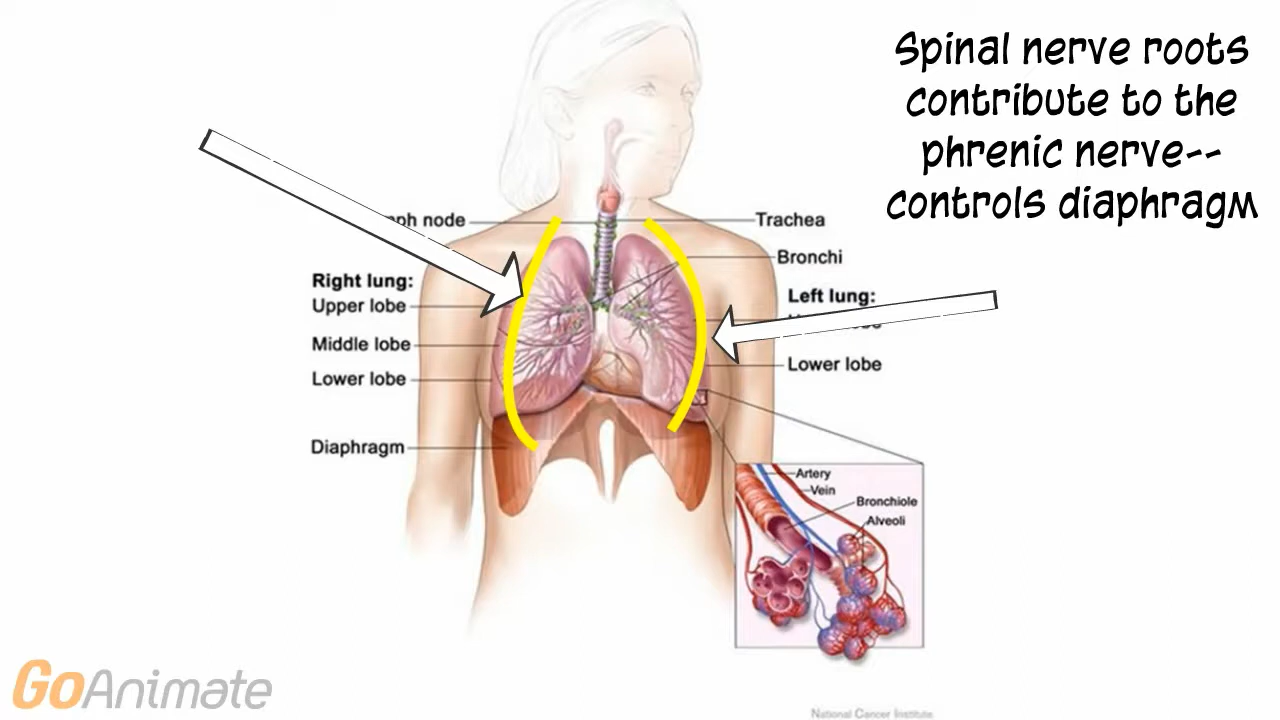 Spinal nerve roots
contribute to the
phrenic nerve--
controls diaphragm
node
Trachea
Bronchi
Right lung:
Upper lobe
Middle lobe
Lower lobe
Diaphragm
Left lung:
Lower lobe
Artery
Vein
Bronchiole
Alveoli
GoAnimate
National Cancer Institute